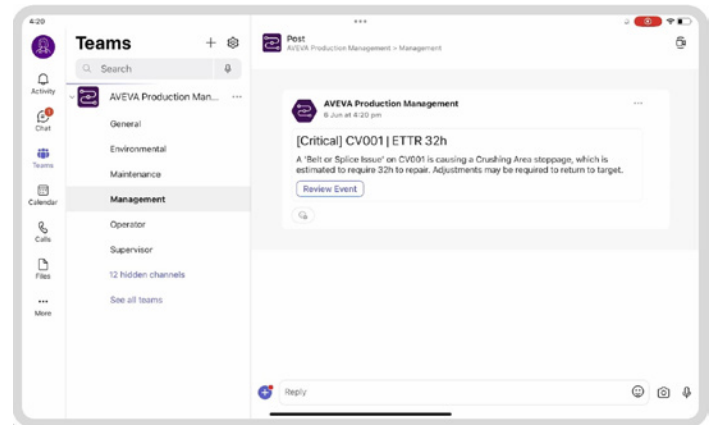 4:20
Teams
Search
Activity
Chat
Teams
Calendar
Calls
Files
More
AVEVA Production Man...
General
Environmental
Maintenance
Management
Operator
Supervisor
12 hidden channels
See all teams
Post
AVEVA Production Management > Management
AVEVA Production Management
6 Jun at 4:20 pm
[Critical] CV001 | ETTR 32h
A 'Belt or Splice Issue' on CV001 is causing a Crushing Area stoppage, which is
estimated to require 32h to repair. Adjustments may be required to return to target.
Review Event
Reply